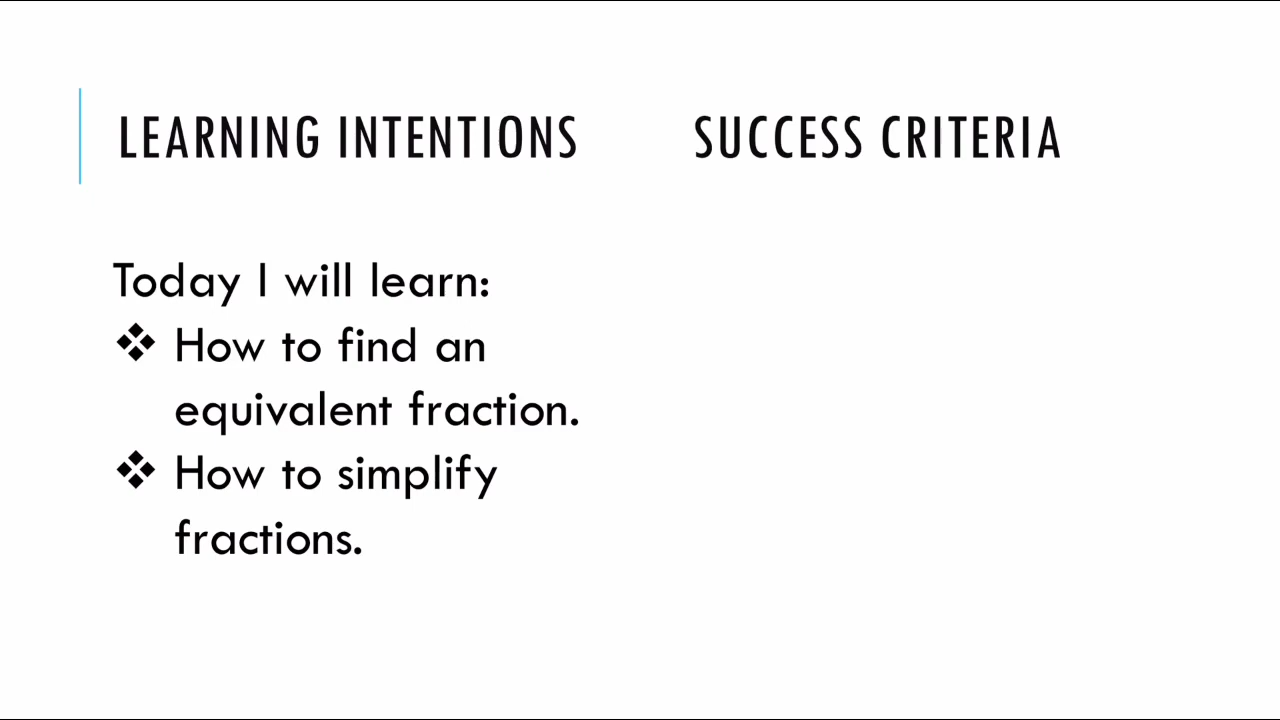 LEARNING INTENTIONS SUCCESS CRITERIA
Today I will learn:
❖ How to find an
equivalent fraction.
❖ How to simplify
fractions.